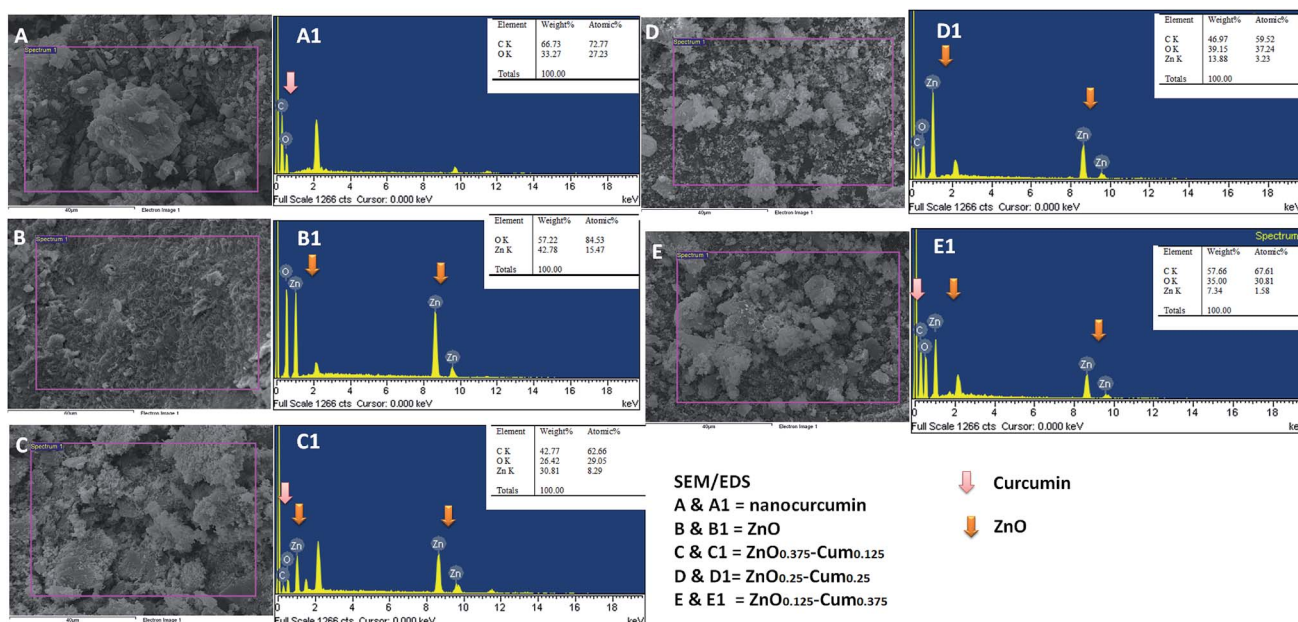 A
Spectrum 1
40µm
Electron Image 1
A1
C
O
Element Weight% Atomic%
C K 66.73 72.77
O K 33.27 27.23
Totals 100.00
0 2 4 6 8 10 12 14 16 18
Full Scale 1266 cts Cursor: 0.000 keV
keV
D
Spectrum 1
40µm
Electron Image 1
D1
Zn
O
C
Zn
Zn
Element Weight% Atomic%
C K 46.97 59.52
O K 39.15 37.24
Zn K 13.88 3.23
Totals 100.00
0 2 4 6 8 10 12 14 16 18
Full Scale 1266 cts Cursor: 0.000 keV
keV
B
Spectrum 1
Electron Image 1
B1
O
Zn
Zn
Zn
Element Weight% Atomic%
O K 57.22 84.53
Zn K 42.78 15.47
Totals 100.00
0 2 4 6 8 10 12 14 16 18
Full Scale 1266 cts Cursor: 0.000 keV
keV
E
Spectrum 1
40µm
Electron Image 1
E1
Spectrum
C
O
Zn
Zn
Zn
Element Weight% Atomic%
C K 57.66 67.61
O K 35.00 30.81
Zn K 7.34 1.58
Totals 100.00
0 2 4 6 8 10 12 14 16 18
Full Scale 1266 cts Cursor: 0.000 keV
keV
C
Spectrum 1
40µm
Electron Image 1
C1
Zn
O
C
Zn
Zn
Element Weight% Atomic%
C K 42.77 62.66
O K 26.42 29.05
Zn K 30.81 8.29
Totals 100.00
0 2 4 6 8 10 12 14 16 18
Full Scale 1266 cts Cursor: 0.000 keV
keV
SEM/EDS
A & A1 = nanocurcumin
B & B1 = ZnO
C & C1 = ZnO0.375-Cum0.125
D & D1= ZnO0.25-Cum0.25
E & E1 = ZnO0.125-Cum0.375
Curcumin
ZnO